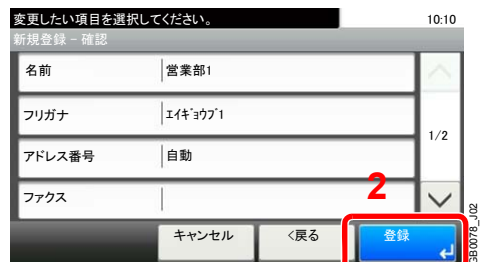 変更したい項目を選択してください。 10:10
新規登録 - 確認
名前 営業部1
フリガナ ｴｲｷﾞｮｳﾌﾞ1
1/2
アドレス番号 自動
ファクス
2
キャンセル <戻る 登録
GB0078_J02